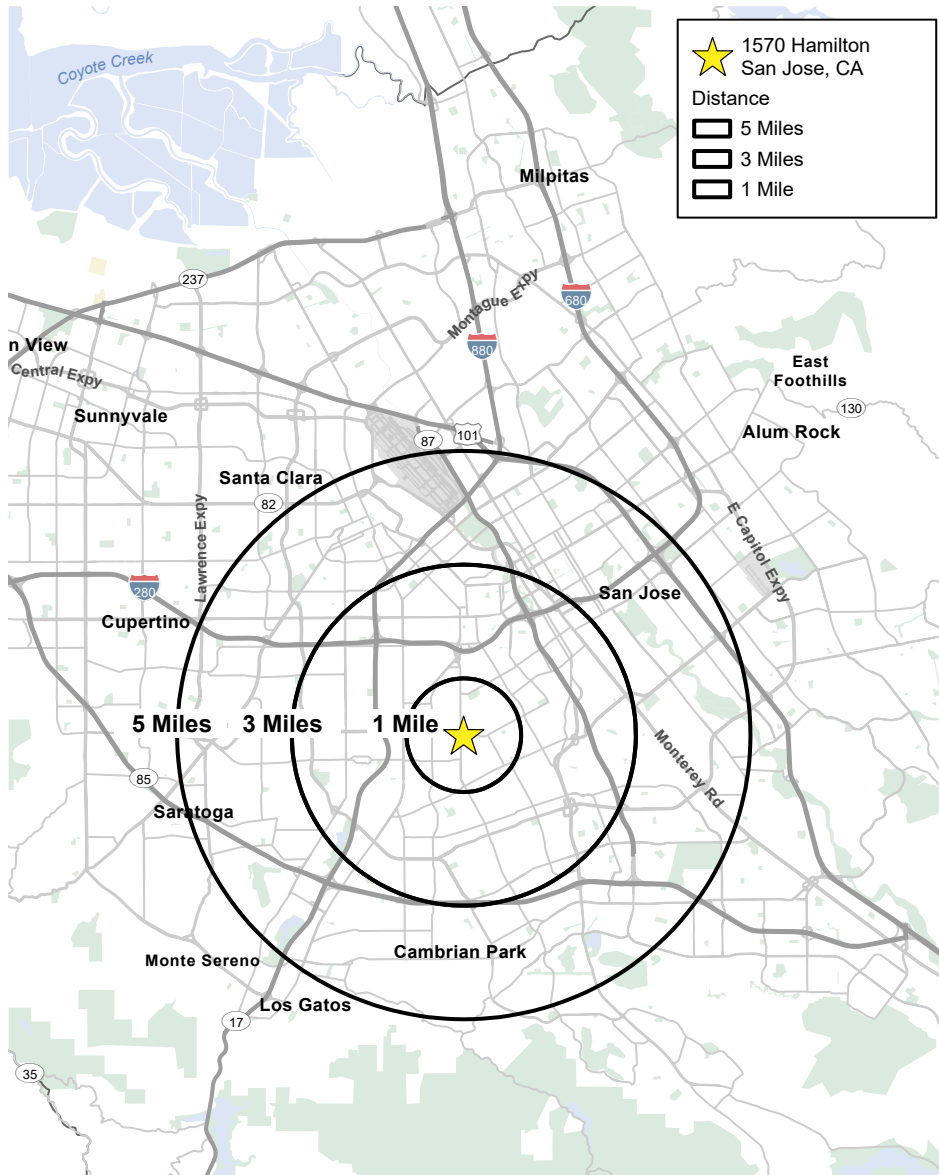 Coyote Creek
1570 Hamilton
San Jose, CA
Distance
5 Miles
3 Miles
1 Mile
Milpitas
237
Montague Expy
680
880
n View
Central Expy
East
Foothills
130
Sunnyvale
Alum Rock
87
101
Santa Clara
82
Lawrence Expy
E Capitol Expy
280
San Jose
Cupertino
5 Miles
3 Miles
1 Mile
Monterey Rd
85
Saratoga
Cambrian Park
Monte Sereno
Los Gatos
17
35